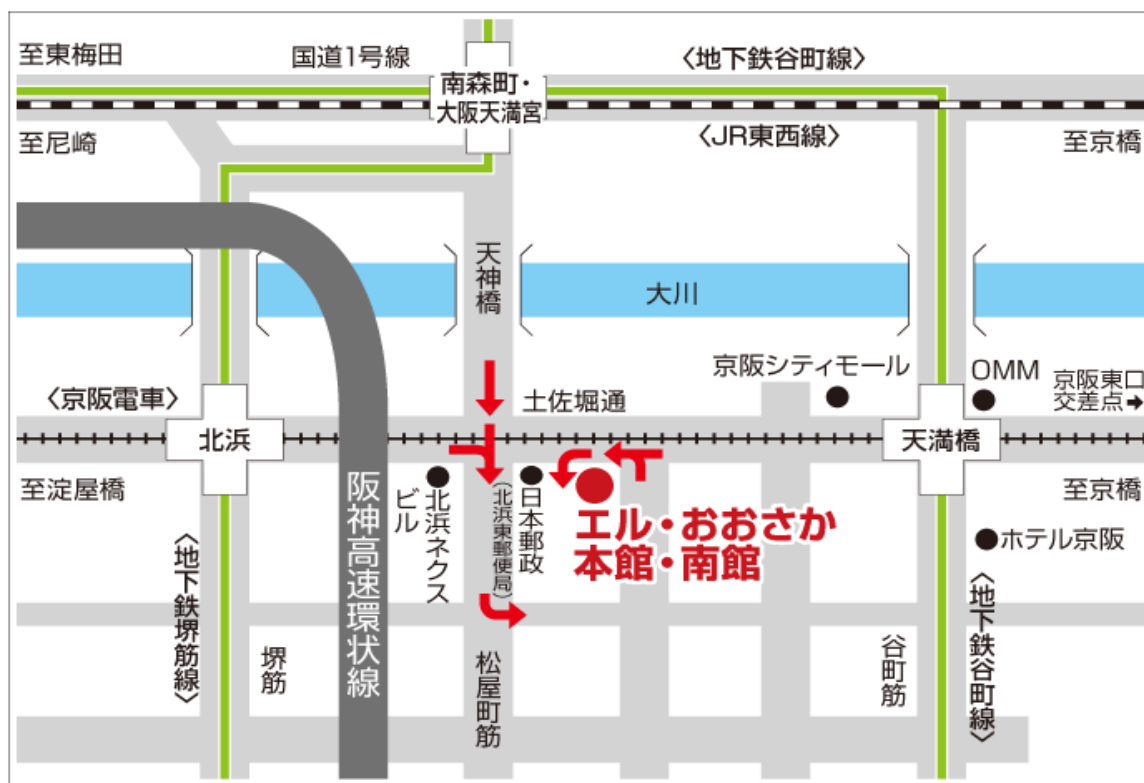 至東梅田
国道1号線
〈地下鉄谷町線〉
南森町・
大阪天満宮
至尼崎
〈JR東西線〉
至京橋
天神橋
大川
京阪シティモール
OMM
京阪東口
交差点➡
〈京阪電車〉
土佐堀通
北浜
天満橋
至淀屋橋
至京橋
阪神高速環状線
北浜ネクス
ビル
(北浜東郵便局)
日本郵政
エル・おおさか
本館・南館
ホテル京阪
〈地下鉄堺筋線〉
堺筋
松屋町筋
谷町筋
〈地下鉄谷町線〉